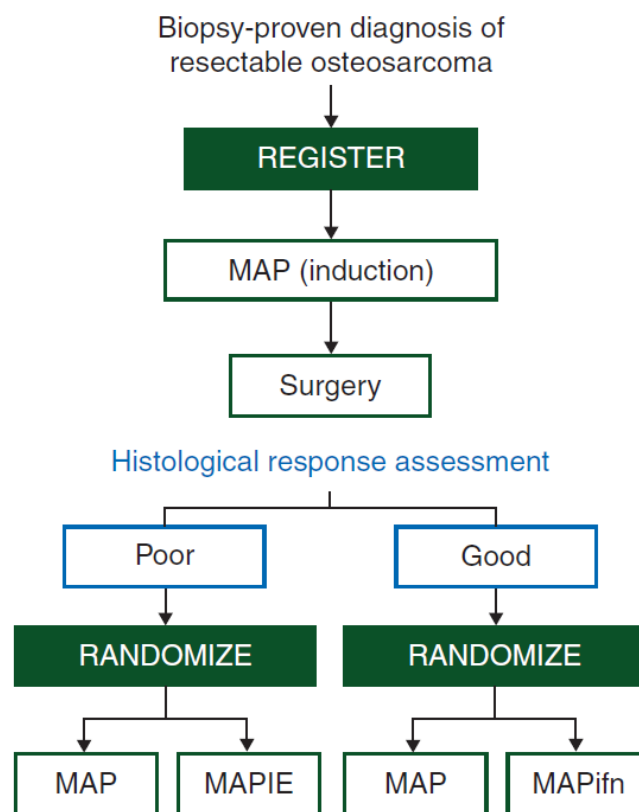 Biopsy-proven diagnosis of
resectable osteosarcoma
REGISTER
MAP (induction)
Surgery
Histological response assessment
Poor
Good
RANDOMIZE
RANDOMIZE
MAP
MAPIE
MAP
MAPifn